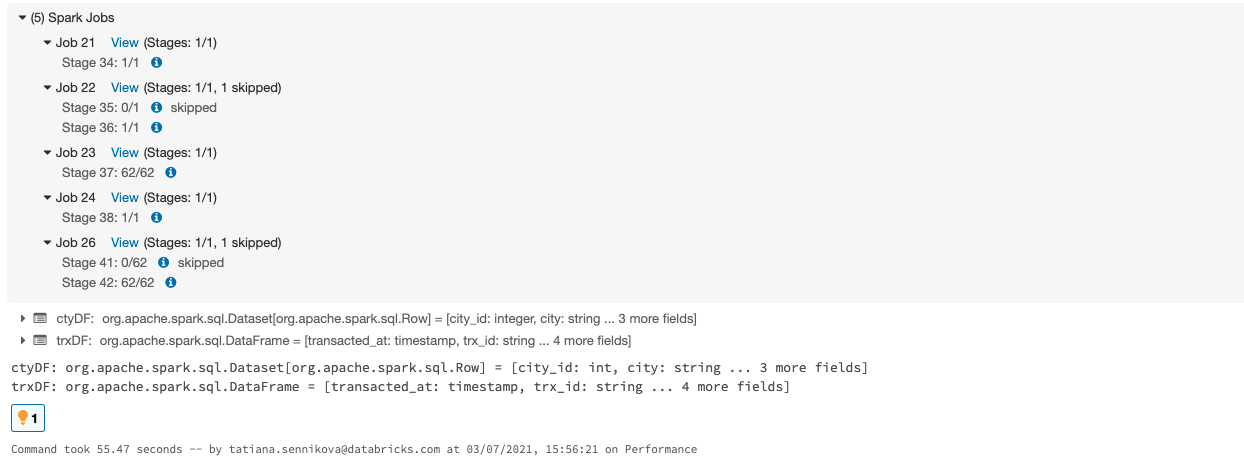 (5) Spark Jobs
Job 21 View (Stages: 1/1)
Stage 34: 1/1
Job 22 View (Stages: 1/1, 1 skipped)
Stage 35: 0/1 skipped
Stage 36: 1/1
Job 23 View (Stages: 1/1)
Stage 37: 62/62
Job 24 View (Stages: 1/1)
Stage 38: 1/1
Job 26 View (Stages: 1/1, 1 skipped)
Stage 41: 0/62 skipped
Stage 42: 62/62
ctyDF: org.apache.spark.sql.Dataset[org.apache.spark.sql.Row] = [city_id: integer, city: string ... 3 more fields]
trxDF: org.apache.spark.sql.DataFrame = [transacted_at: timestamp, trx_id: string ... 4 more fields]
ctyDF: org.apache.spark.sql.Dataset[org.apache.spark.sql.Row] = [city_id: int, city: string ... 3 more fields]
trxDF: org.apache.spark.sql.DataFrame = [transacted_at: timestamp, trx_id: string ... 4 more fields]
1
Command took 55.47 seconds -- by tatiana.sennikova@databricks.com at 03/07/2021, 15:56:21 on Performance